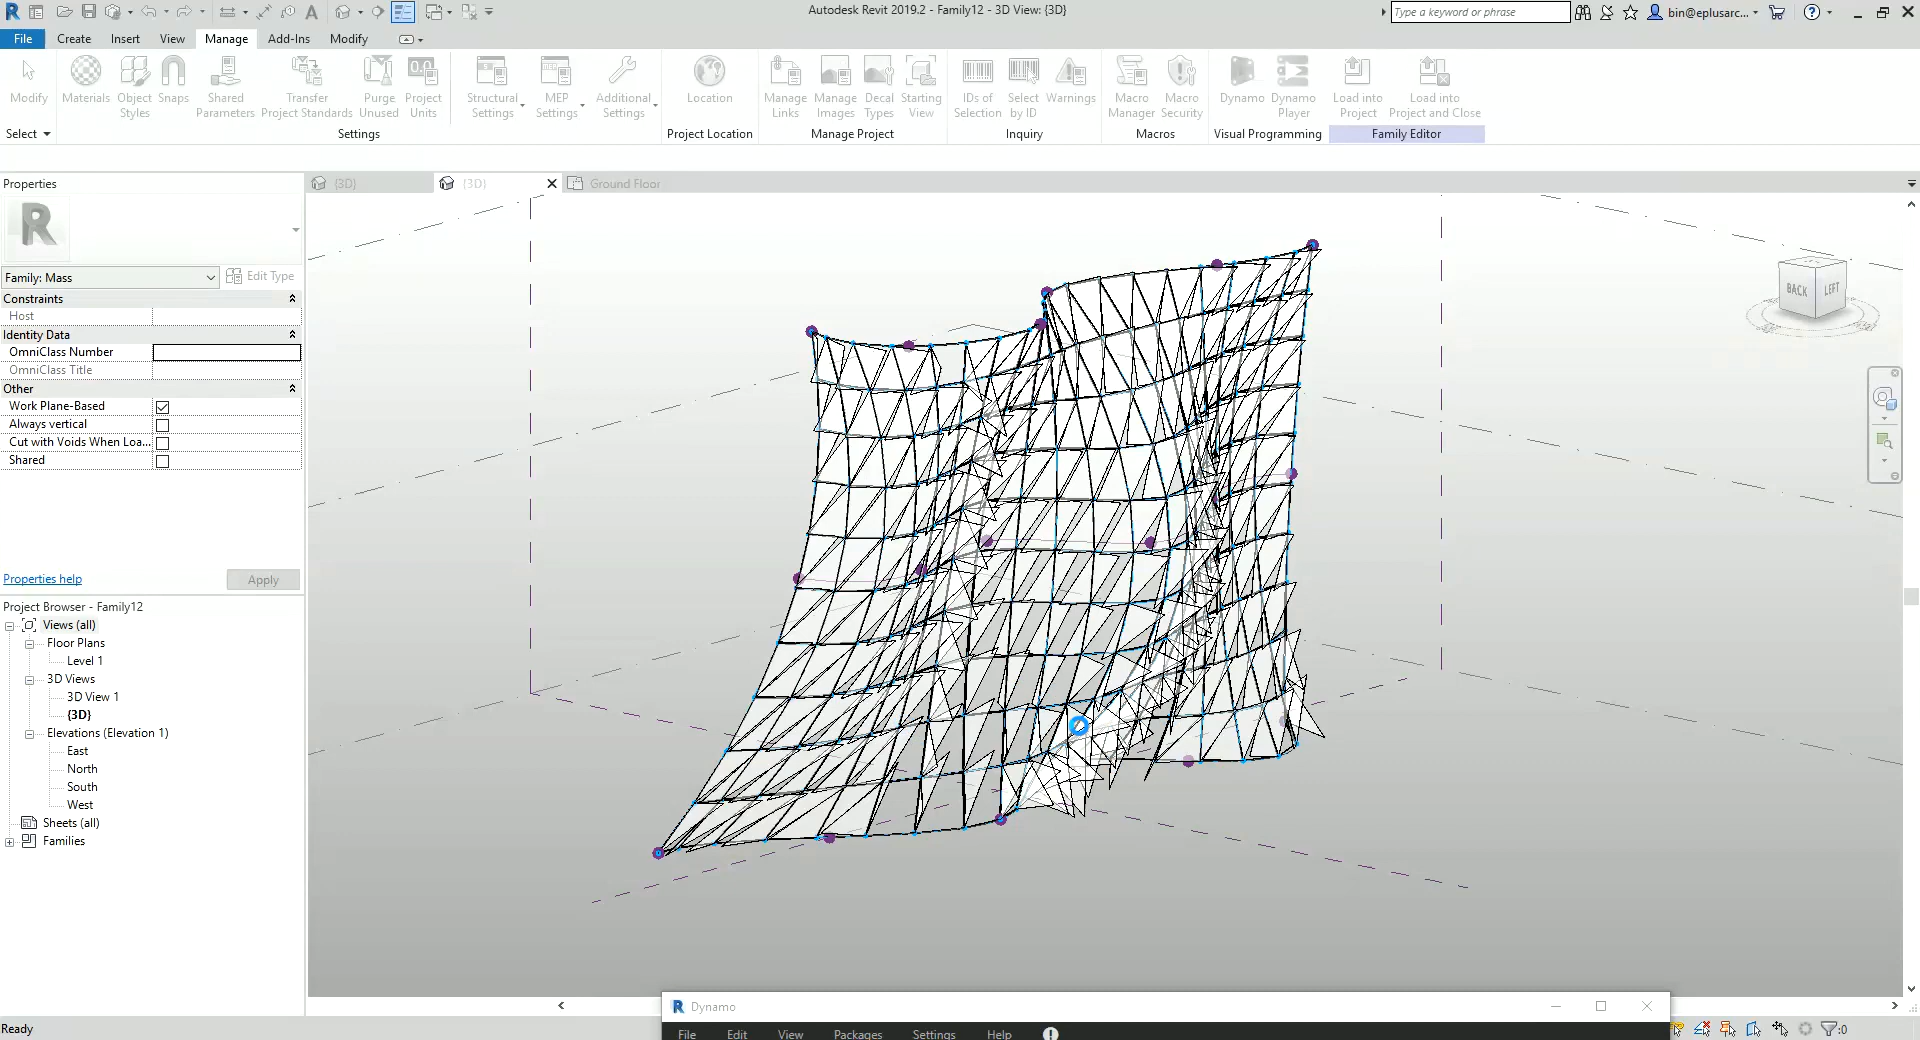 Autodesk Revit 2019.2 - Family12 - 3D View: {3D}
Type a keyword or phrase
bin@eplusarc...
File Create Insert View Manage Add-Ins Modify
Modify
Materials
Object Styles
Snaps
Shared Parameters
Transfer Project Standards
Purge Unused
Project Units
Structural Settings
MEP Settings
Additional Settings
Location
Manage Links
Manage Images
Decal Types
Starting View
IDs of Selection
Select by ID
Warnings
Macro Manager
Macro Security
Dynamo
Dynamo Player
Load into Project
Load into Project and Close
Select
Settings
Project Location
Manage Project
Inquiry
Macros
Visual Programming
Family Editor
Properties
{3D}
{3D}
Ground Floor
R
Family: Mass
Edit Type
Constraints
Host
Identity Data
OmniClass Number
OmniClass Title
Other
Work Plane-Based
Always vertical
Cut with Voids When Loa...
Shared
Properties help
Apply
Project Browser - Family12
Views (all)
Floor Plans
Level 1
3D Views
3D View 1
{3D}
Elevations (Elevation 1)
East
North
South
West
Sheets (all)
Families
BACK
LEFT
Ready
Dynamo
File Edit View Packages Settings Help
:0